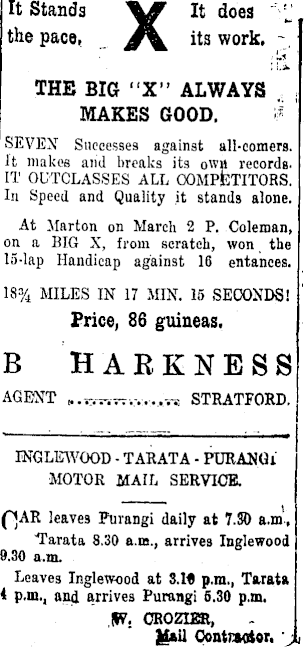 It Stands X It does
the pace, its work.
THE BIG "X" ALWAYS
MAKES GOOD.
SEVEN Successes against all-comers.
It makes and breaks its own records.
IT OUTCLASSES ALL COMPETITORS.
In Speed and Quality it stands alone.
At Marton on March 2 P. Coleman,
on a BIG X, from scratch, won the
15-lap Handicap against 16 entances.
18¾ MILES IN 17 MIN. 15 SECONDS!
Price, 86 guineas.
B HARKNESS
AGENT .............. STRATFORD.
INGLEWOOD - TARATA - PURANGI
MOTOR MAIL SERVICE.
CAR leaves Purangi daily at 7.30 a.m.,
Tarata 8.30 a.m., arrives Inglewood
9.30 a.m.
Leaves Inglewood at 3.10 p.m., Tarata
4 p.m., and arrives Purangi 5.30 p.m.
W. CROZIER,
Mail Contractor.